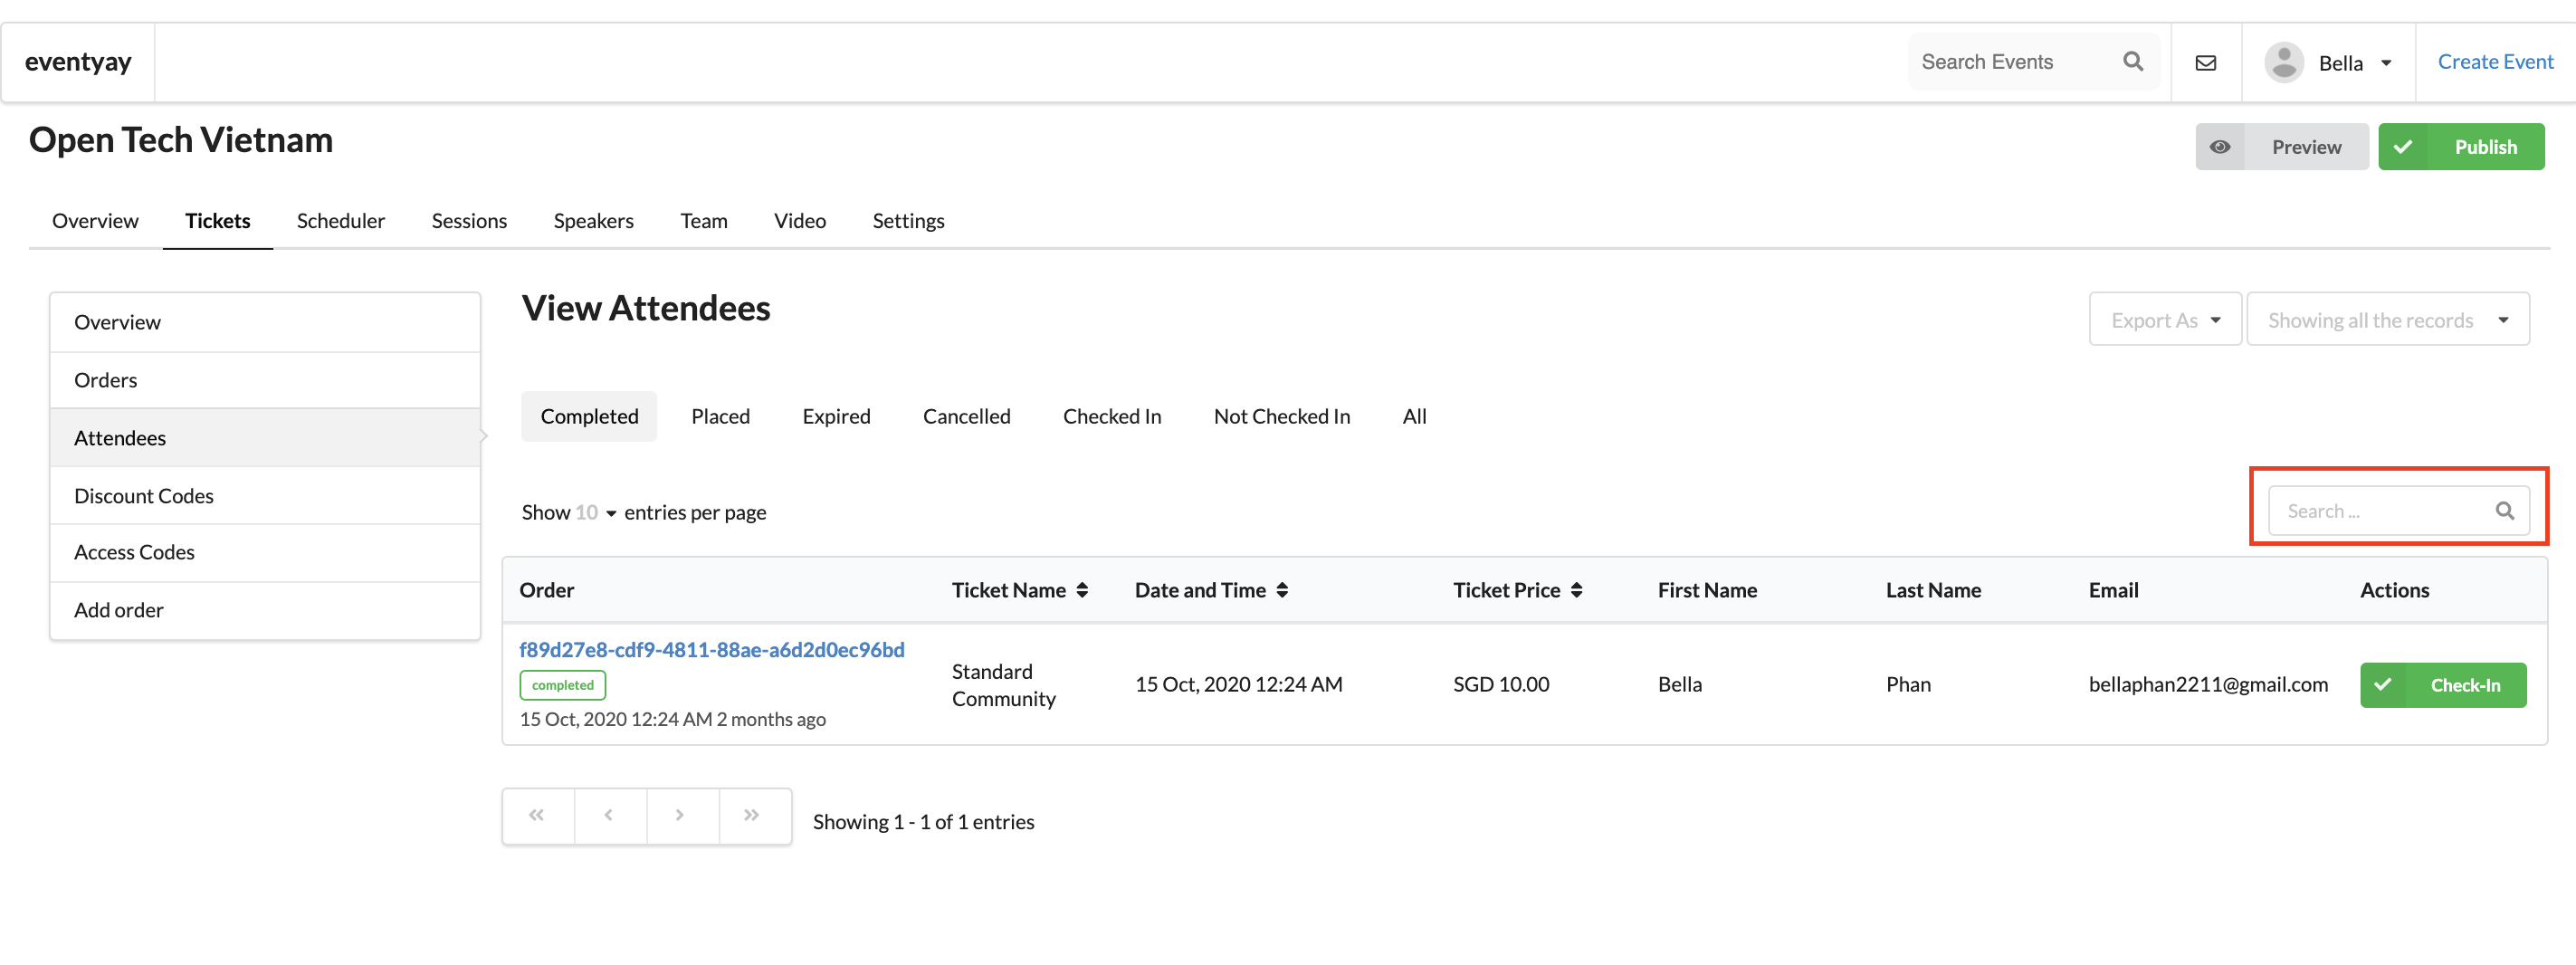 eventyay
Search Events
Bella
Create Event
Open Tech Vietnam
Preview
Publish
Overview
Tickets
Scheduler
Sessions
Speakers
Team
Video
Settings
Overview
Orders
Attendees
Discount Codes
Access Codes
Add order
View Attendees
Export As
Showing all the records
Completed
Placed
Expired
Cancelled
Checked In
Not Checked In
All
Show 10 entries per page
Search ...
Order
Ticket Name
Date and Time
Ticket Price
First Name
Last Name
Email
Actions
f89d27e8-cdf9-4811-88ae-a6d2d0ec96bd
completed
15 Oct, 2020 12:24 AM 2 months ago
Standard
Community
15 Oct, 2020 12:24 AM
SGD 10.00
Bella
Phan
bellaphan2211@gmail.com
Check-In
Showing 1 - 1 of 1 entries